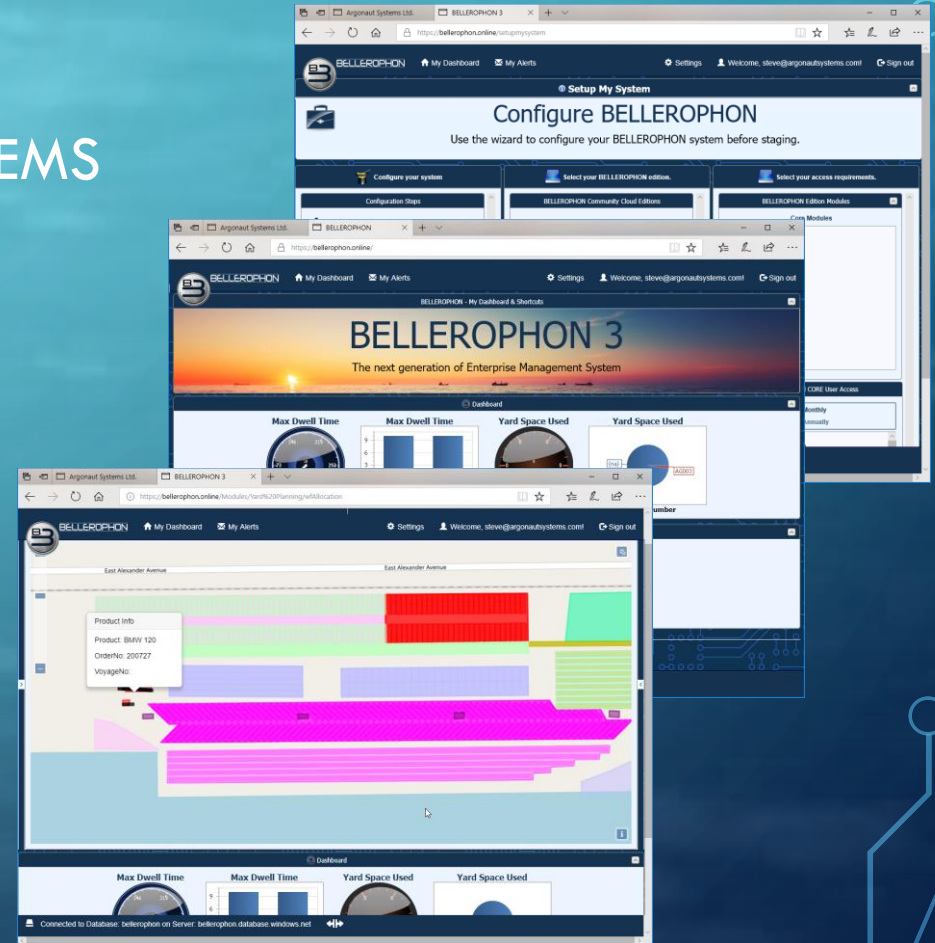 EMS
Argonaut Systems Ltd.
BELLEROPHON 3
https://bellerophon.online/setupmysystem
BELLEROPHON
My Dashboard
My Alerts
Settings
Welcome, steve@argonautsystems.com!
Sign out
Setup My System
Configure BELLEROPHON
Use the wizard to configure your BELLEROPHON system before staging.
Configure your system
Select your BELLEROPHON edition.
Select your access requirements.
Configuration Steps
BELLEROPHON Community Cloud Editions
BELLEROPHON Edition Modules
Core Modules
CORE User Access
Monthly
Annually
Argonaut Systems Ltd.
BELLEROPHON
https://bellerophon.online/
BELLEROPHON
My Dashboard
My Alerts
Settings
Welcome, steve@argonautsystems.com!
Sign out
BELLEROPHON - My Dashboard & Shortcuts
BELLEROPHON 3
The next generation of Enterprise Management System
Dashboard
Max Dwell Time
Max Dwell Time
Yard Space Used
Yard Space Used
9
6
3
AG003
umber
Argonaut Systems Ltd.
BELLEROPHON 3
https://bellerophon.online/Modules/Yard%20Planning/wfAllocation
BELLEROPHON
My Dashboard
My Alerts
Settings
Welcome, steve@argonautsystems.com!
Sign out
East Alexander Avenue
East Alexander Avenue
Product Info
Product: BMW 120
OrderNo: 200727
VoyageNo:
Dashboard
Max Dwell Time
Max Dwell Time
Yard Space Used
Yard Space Used
9
6
Connected to Database: bellerophon on Server: bellerophon.database.windows.net